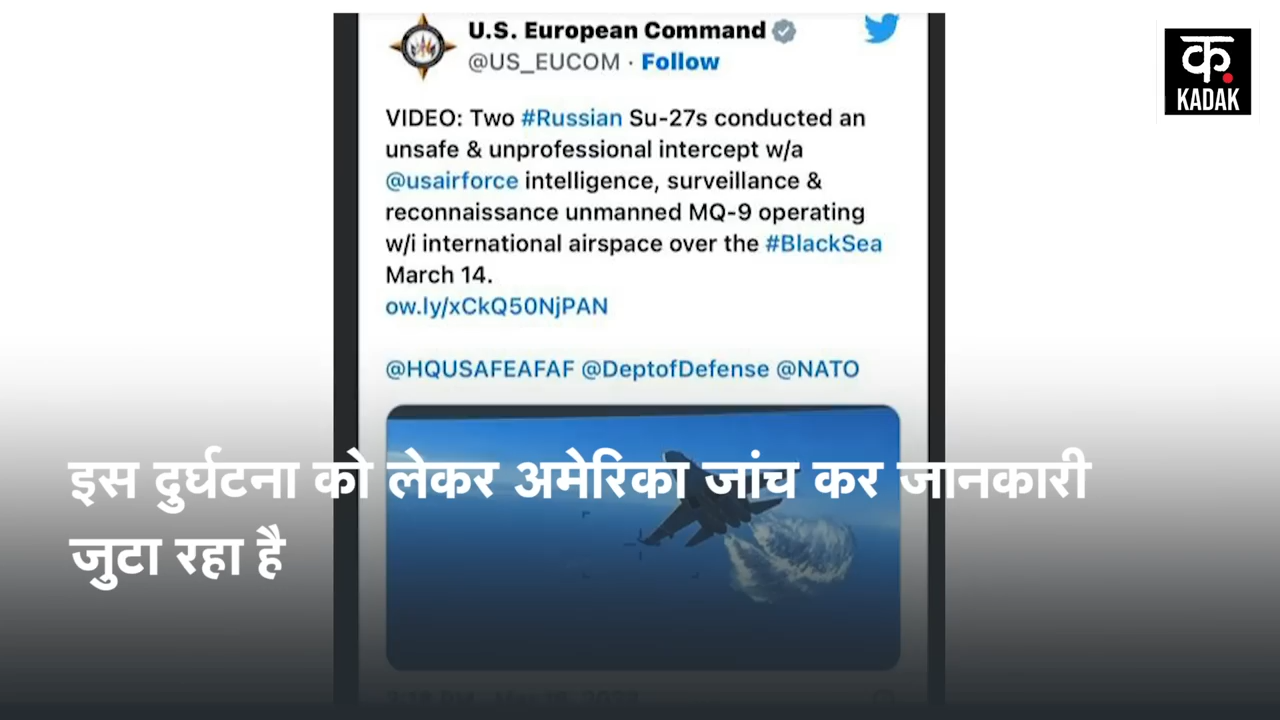 U.S. European Command
@US_EUCOM · Follow
VIDEO: Two #Russian Su-27s conducted an
unsafe & unprofessional intercept w/a
@usairforce intelligence, surveillance &
reconnaissance unmanned MQ-9 operating
w/i international airspace over the #BlackSea
March 14.
ow.ly/xCkQ50NjPAN
@HQUSAFEAFAF @DeptofDefense @NATO
इस दुर्घटना को लेकर अमेरिका जांच कर जानकारी
जुटा रहा है
क
KADAK